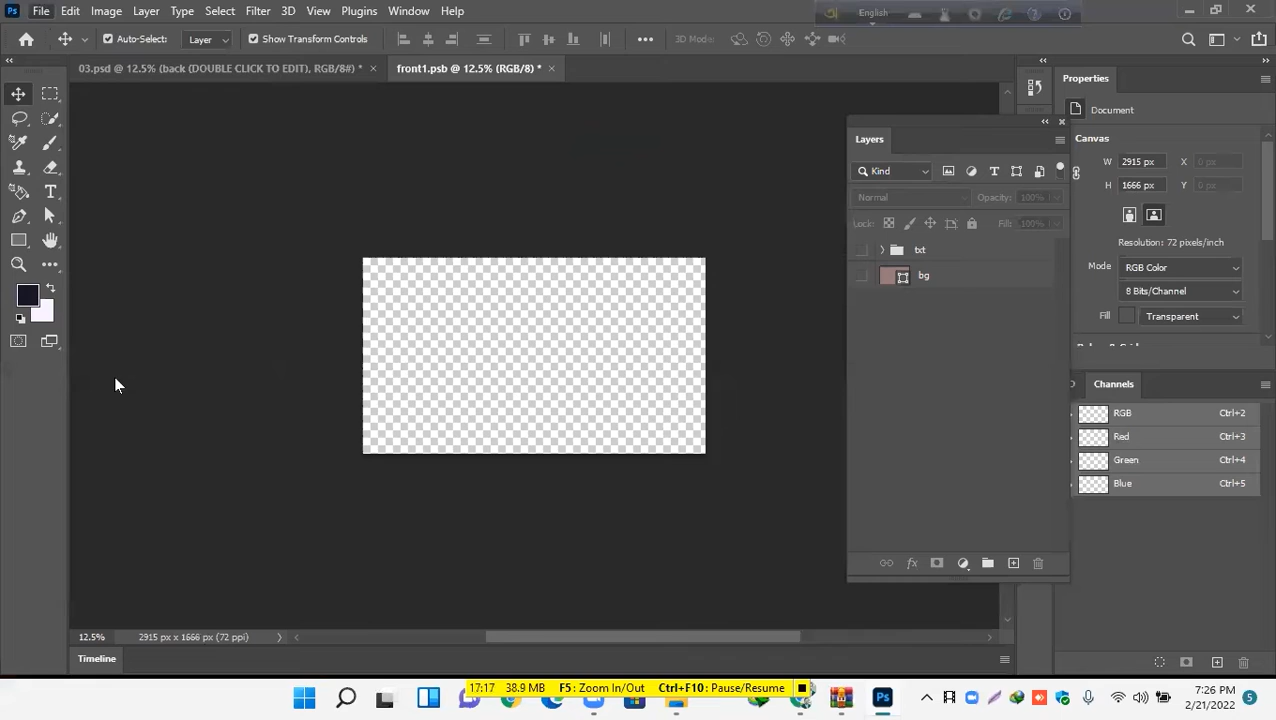 Ps File Edit Image Layer Type Select Filter 3D View Plugins Window Help
English
Auto-Select: Layer Show Transform Controls 3D Mode
03.psd @ 12.5% (back (DOUBLE CLICK TO EDIT), RGB/8#) * × front1.psb @ 12.5% (RGB/8) * ×
Properties
Document
Canvas
W 2915 px X 0 px
H 1666 px Y 0 px
Resolution: 72 pixels/inch
Mode RGB Color
8 Bits/Channel
Fill Transparent
Layers
Kind
Normal Opacity: 100%
Lock: Fill: 100%
txt
bg
Channels
RGB Ctrl+2
Red Ctrl+3
Green Ctrl+4
Blue Ctrl+5
12.5% 2915 px x 1666 px (72 ppi)
Timeline
17:17 38.9 MB F5: Zoom In/Out Ctrl+F10: Pause/Resume
Ps
7:26 PM
2/21/2022
5